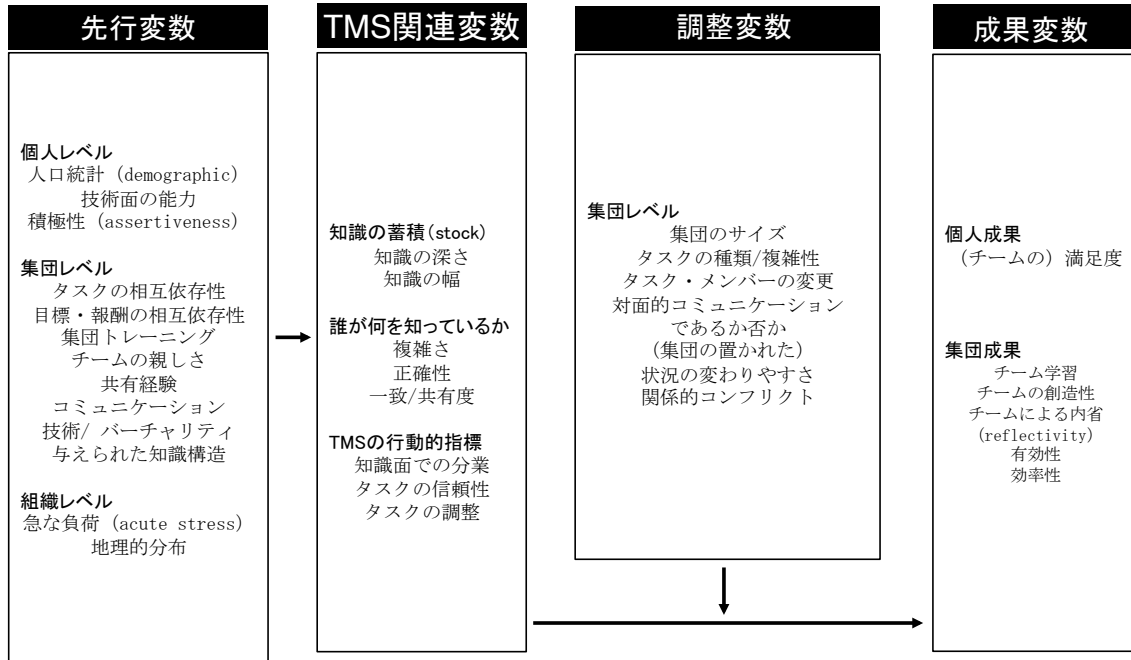 先行変数
個人レベル
人口統計 (demographic)
技術面の能力
積極性 (assertiveness)
集団レベル
タスクの相互依存性
目標・報酬の相互依存性
集団トレーニング
チームの親しさ
共有経験
コミュニケーション
技術/ バーチャリティ
与えられた知識構造
組織レベル
急な負荷 (acute stress)
地理的分布
TMS関連変数
知識の蓄積(stock)
知識の深さ
知識の幅
誰が何を知っているか
複雑さ
正確性
一致/共有度
TMSの行動的指標
知識面での分業
タスクの信頼性
タスクの調整
調整変数
集団レベル
集団のサイズ
タスクの種類/複雑性
タスク・メンバーの変更
対面的コミュニケーション
であるか否か
(集団の置かれた)
状況の変わりやすさ
関係的コンフリクト
成果変数
個人成果
(チームの) 満足度
集団成果
チーム学習
チームの創造性
チームによる内省
(reflectivity)
有効性
効率性